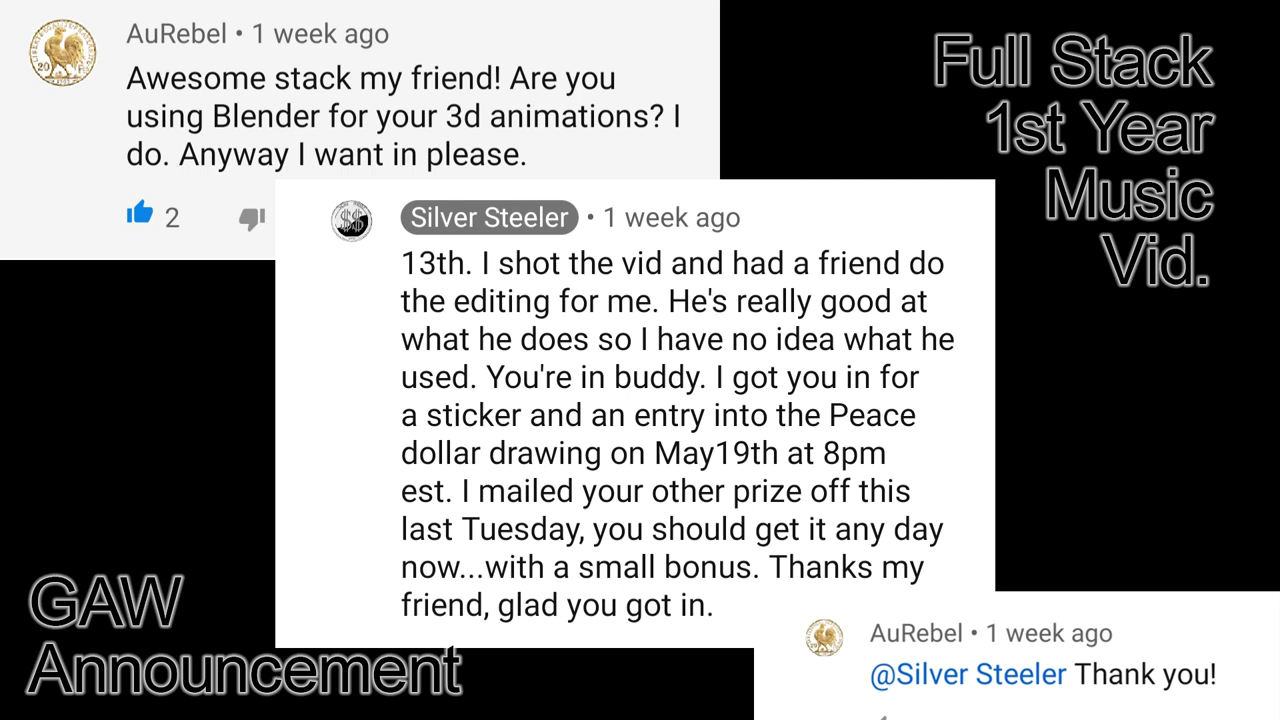 AuRebel • 1 week ago
Awesome stack my friend! Are you
using Blender for your 3d animations? I
do. Anyway I want in please.
2
Full Stack
1st Year
Music
Vid.
Silver Steeler • 1 week ago
13th. I shot the vid and had a friend do
the editing for me. He's really good at
what he does so I have no idea what he
used. You're in buddy. I got you in for
a sticker and an entry into the Peace
dollar drawing on May19th at 8pm
est. I mailed your other prize off this
last Tuesday, you should get it any day
now...with a small bonus. Thanks my
friend, glad you got in.
GAW
Announcement
AuRebel • 1 week ago
@Silver Steeler Thank you!